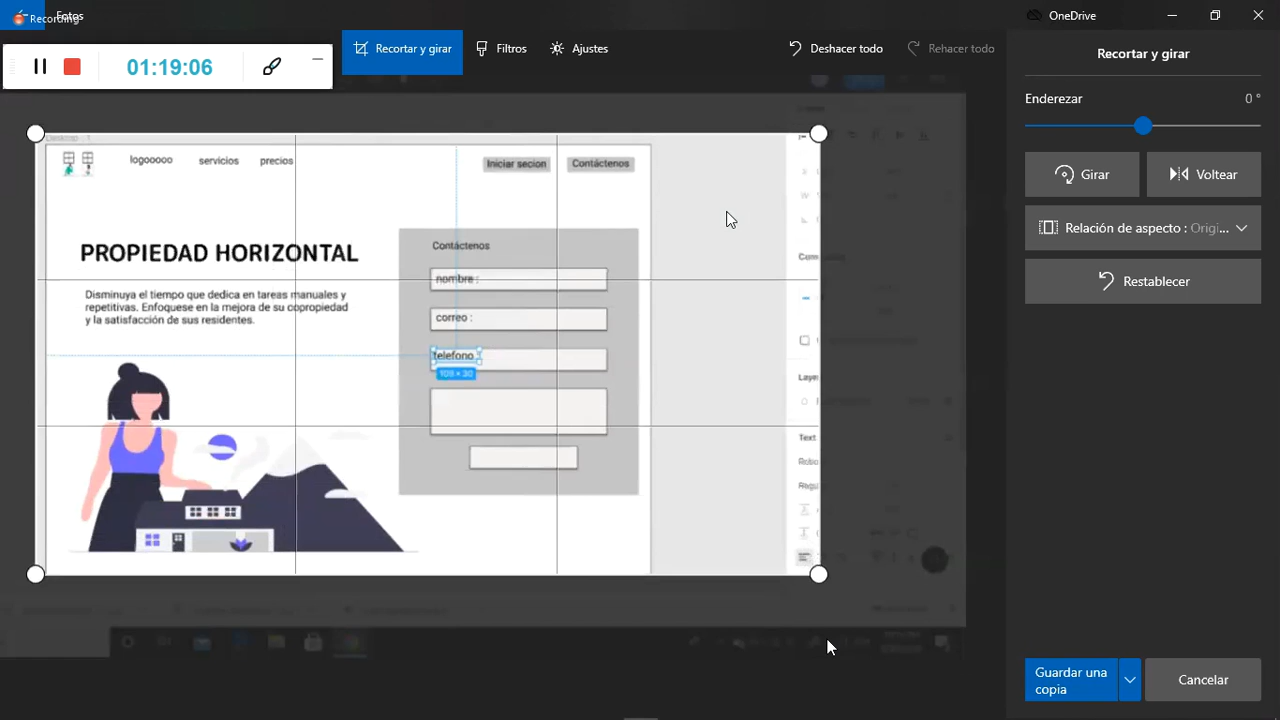 Recording
Fotos
OneDrive
01:19:06
Recortar y girar
Filtros
Ajustes
Deshacer todo
Rehacer todo
Recortar y girar
Enderezar
0 °
Girar
Voltear
Relación de aspecto : Origi...
Restablecer
Desktop - 1
logooooo
servicios
precios
Iniciar secion
Contáctenos
PROPIEDAD HORIZONTAL
Disminuya el tiempo que dedica en tareas manuales y
repetitivas. Enfoquese en la mejora de su copropiedad
y la satisfacción de sus residentes.
Contáctenos
nombre :
correo :
telefono :
Text
Guardar una
copia
Cancelar